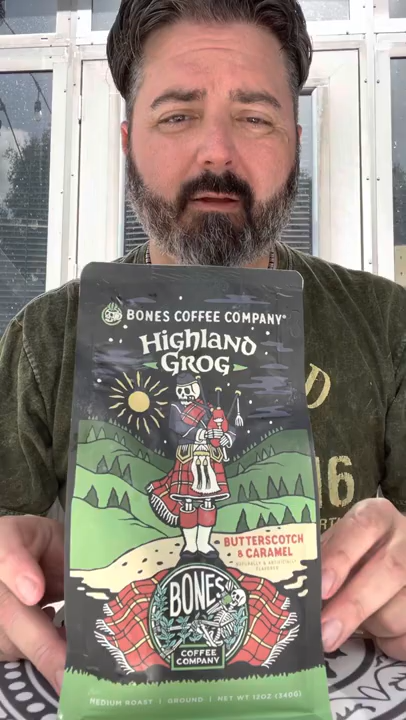 BONES COFFEE COMPANY®
Highland
GROG
BUTTERSCOTCH
& CARAMEL
NATURALLY & ARTIFICIALLY
FLAVORED
BONES
COFFEE
COMPANY
MEDIUM ROAST | GROUND | NET WT 12OZ (340G)
D
16